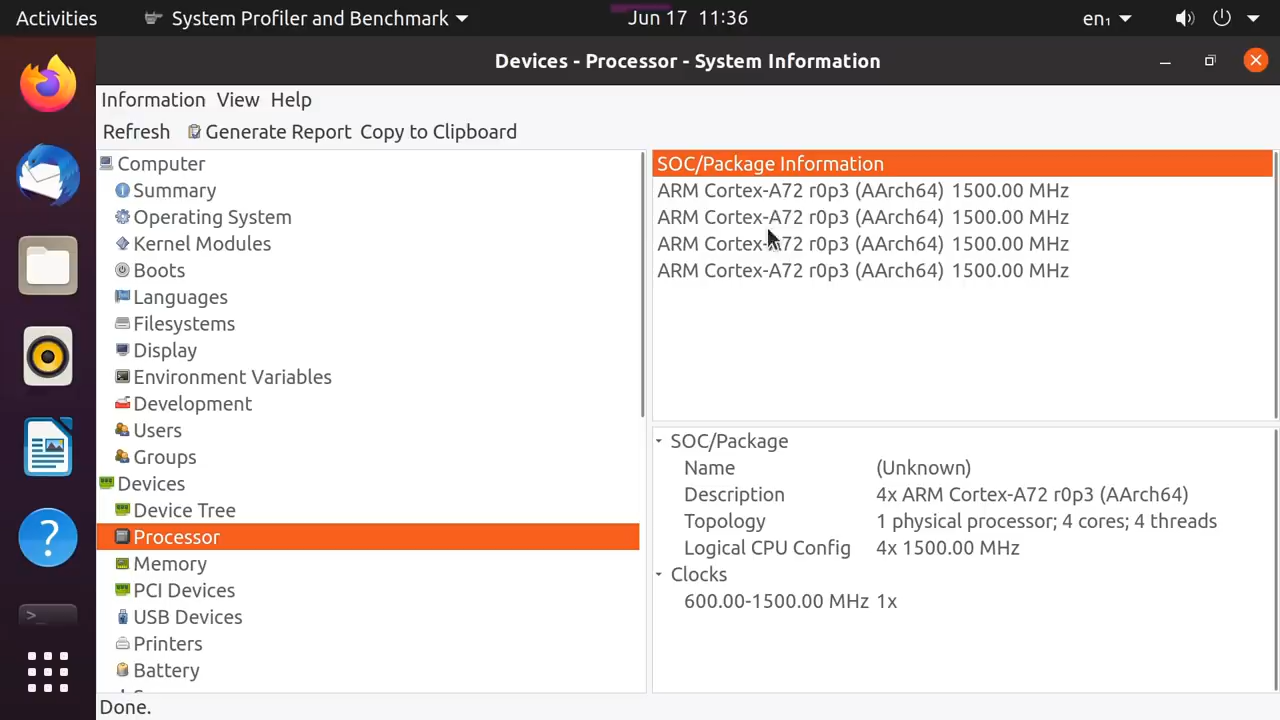 Activities System Profiler and Benchmark Jun 17 11:36 en₁
Devices - Processor - System Information
Information View Help
Refresh Generate Report Copy to Clipboard
Computer
Summary
Operating System
Kernel Modules
Boots
Languages
Filesystems
Display
Environment Variables
Development
Users
Groups
Devices
Device Tree
Processor
Memory
PCI Devices
USB Devices
Printers
Battery
SOC/Package Information
ARM Cortex-A72 r0p3 (AArch64) 1500.00 MHz
ARM Cortex-A72 r0p3 (AArch64) 1500.00 MHz
ARM Cortex-A72 r0p3 (AArch64) 1500.00 MHz
ARM Cortex-A72 r0p3 (AArch64) 1500.00 MHz
SOC/Package
Name (Unknown)
Description 4x ARM Cortex-A72 r0p3 (AArch64)
Topology 1 physical processor; 4 cores; 4 threads
Logical CPU Config 4x 1500.00 MHz
Clocks
600.00-1500.00 MHz 1x
Done.